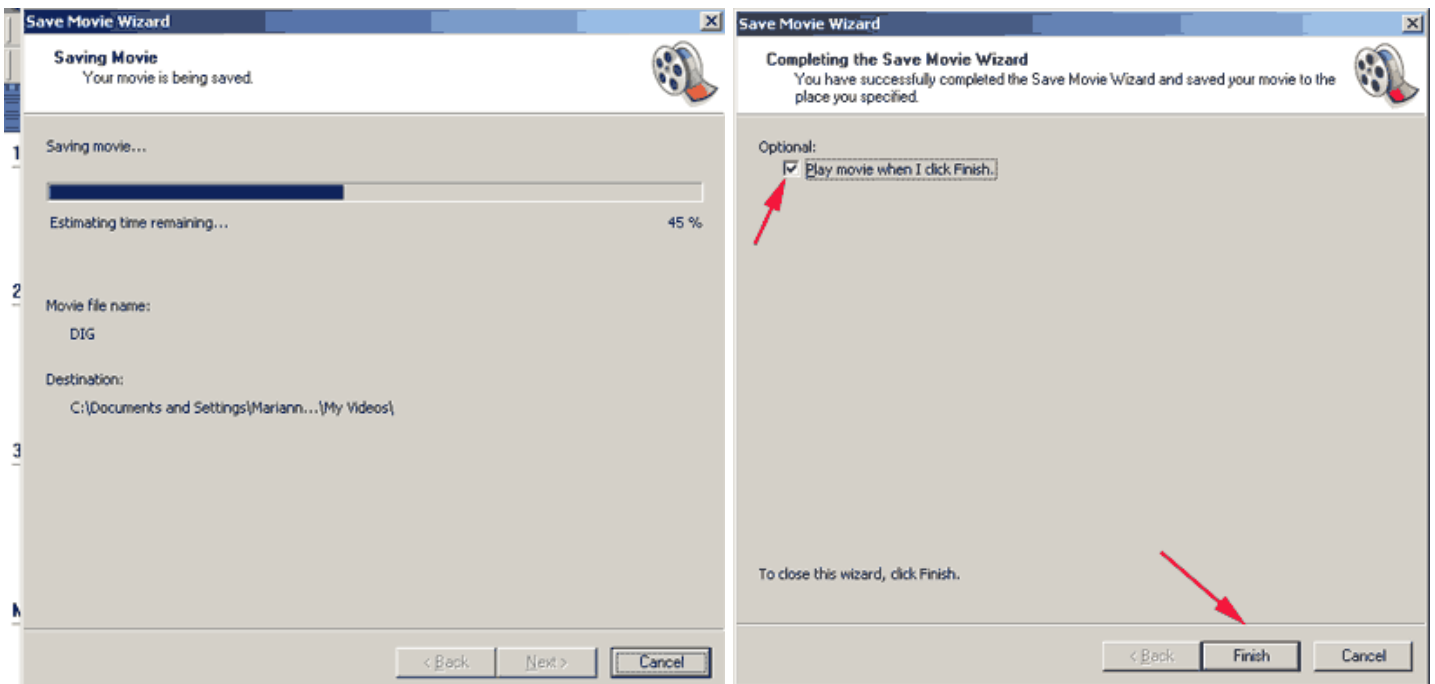 Save Movie Wizard
Saving Movie
Your movie is being saved.
1
Saving movie...
Estimating time remaining...
45 %
2
Movie file name:
DIG
Destination:
C:\Documents and Settings\Mariann...\My Videos\
3
< Back
Next >
Cancel
Save Movie Wizard
Completing the Save Movie Wizard
You have successfully completed the Save Movie Wizard and saved your movie to the
place you specified.
Optional:
Play movie when I click Finish.
To close this wizard, click Finish.
< Back
Finish
Cancel